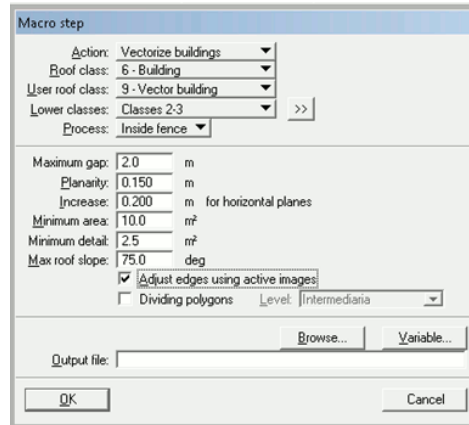 Macro step
Action: Vectorize buildings
Roof class: 6 - Building
User roof class: 9 - Vector building
Lower classes: Classes 2-3 >>
Process: Inside fence
Maximum gap: 2.0 m
Planarity: 0.150 m
Increase: 0.200 m for horizontal planes
Minimum area: 10.0 m²
Minimum detail: 2.5 m²
Max roof slope: 75.0 deg
Adjust edges using active images
Dividing polygons Level: Intermediaria
Browse... Variable...
Output file:
OK Cancel